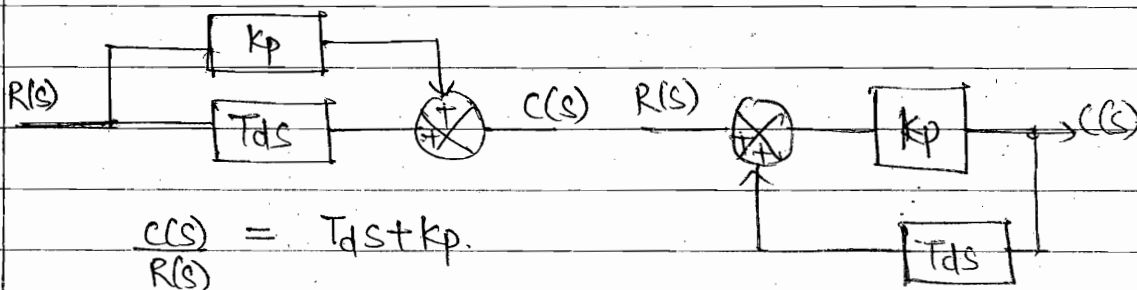 Kp
R(S) Tds + + C(S)
R(S) + + Kp C(S)
Tds
C(S)/R(S) = Tds + Kp.